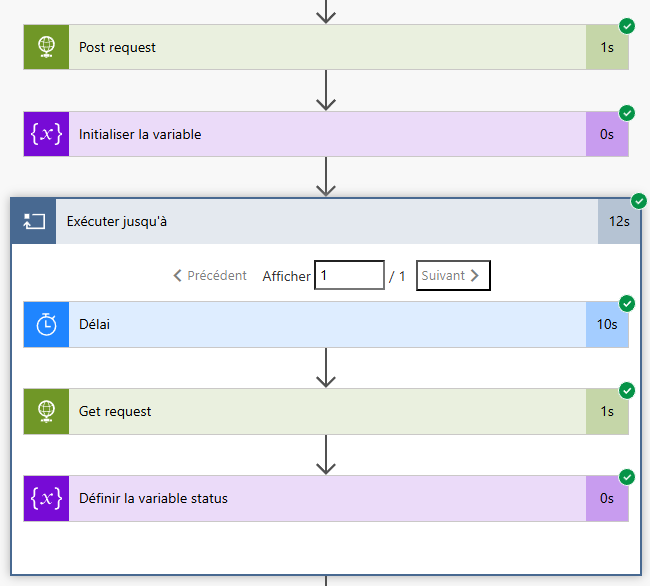 Post request 1s
{x} Initialiser la variable 0s
Exécuter jusqu'à 12s
Précédent Afficher 1 / 1 Suivant
Délai 10s
Get request 1s
{x} Définir la variable status 0s